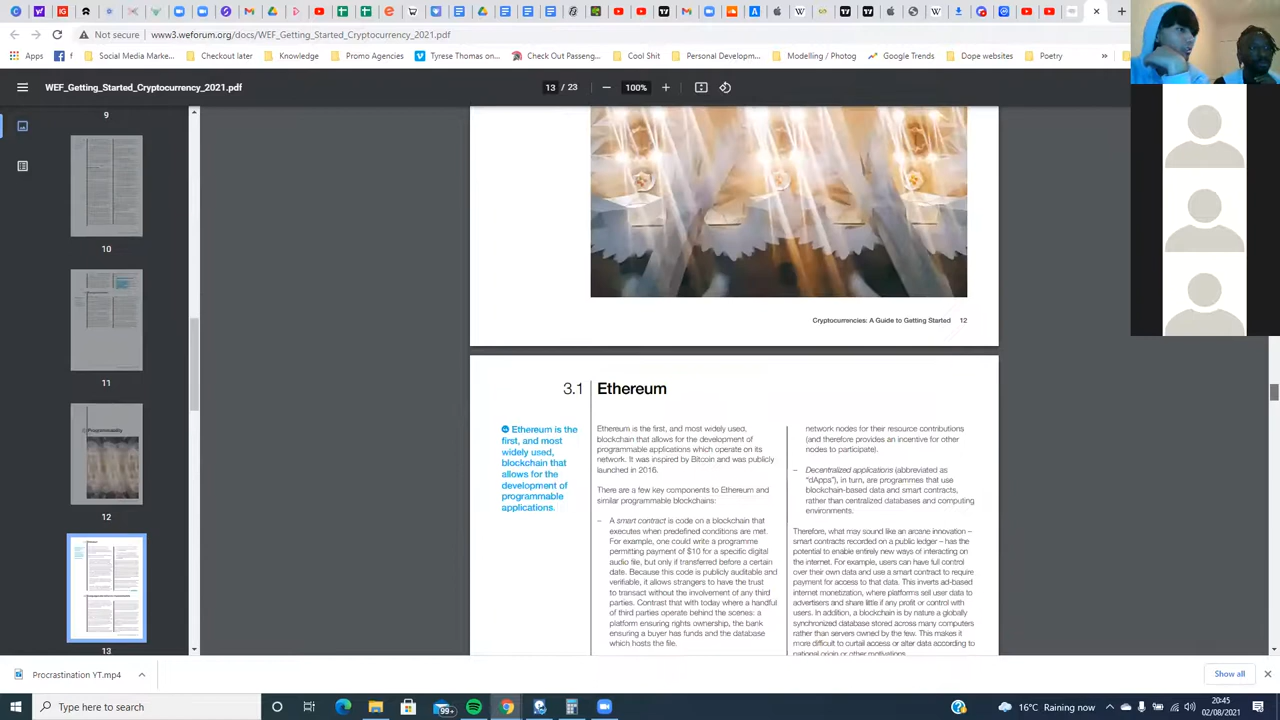 Not secure | www3.weforum.org/docs/WEF_Getting_Started_Cryptocurrency_2021.pdf
Apps
Social Media Marke...
Checkout later
Knowledge
Promo Agencies
Tyrese Thomas on...
Check Out Passeng...
Cool Shit
Personal Developm...
Modelling / Photog
Google Trends
Dope websites
Poetry
»
WEF_Getting_Started_Cryptocurrency_2021.pdf
13 / 23
100%
9
10
11
Programmability
12
13
Cryptocurrencies: A Guide to Getting Started 12
3.1 Ethereum
Ethereum is the
first, and most
widely used,
blockchain that
allows for the
development of
programmable
applications.
Ethereum is the first, and most widely used,
blockchain that allows for the development of
programmable applications which operate on its
network. It was inspired by Bitcoin and was publicly
launched in 2016.
There are a few key components to Ethereum and
similar programmable blockchains:
– A smart contract is code on a blockchain that
executes when predefined conditions are met.
For example, one could write a programme
permitting payment of $10 for a specific digital
audio file, but only if transferred before a certain
date. Because this code is publicly auditable and
verifiable, it allows strangers to have the trust
to transact without the involvement of any third
parties. Contrast that with today where a handful
of third parties operate behind the scenes: a
platform ensuring rights ownership, the bank
ensuring a buyer has funds and the database
which hosts the file.
network nodes for their resource contributions
(and therefore provides an incentive for other
nodes to participate).
– Decentralized applications (abbreviated as
“dApps”), in turn, are programmes that use
blockchain-based data and smart contracts,
rather than centralized databases and computing
environments.
Therefore, what may sound like an arcane innovation –
smart contracts recorded on a public ledger – has the
potential to enable entirely new ways of interacting on
the internet. For example, users can have full control
over their own data and use a smart contract to require
payment for access to that data. This inverts ad-based
internet monetization, where platforms sell user data to
advertisers and share little if any profit or control with
users. In addition, a blockchain is by nature a globally
synchronized database stored across many computers
rather than servers owned by the few. This makes it
more difficult to curtail access or alter data according to
national origin or other motivations.
Procrastination YT.mp4
Show all
Type here to search
99+
16°C Raining now
20:45
02/08/2021